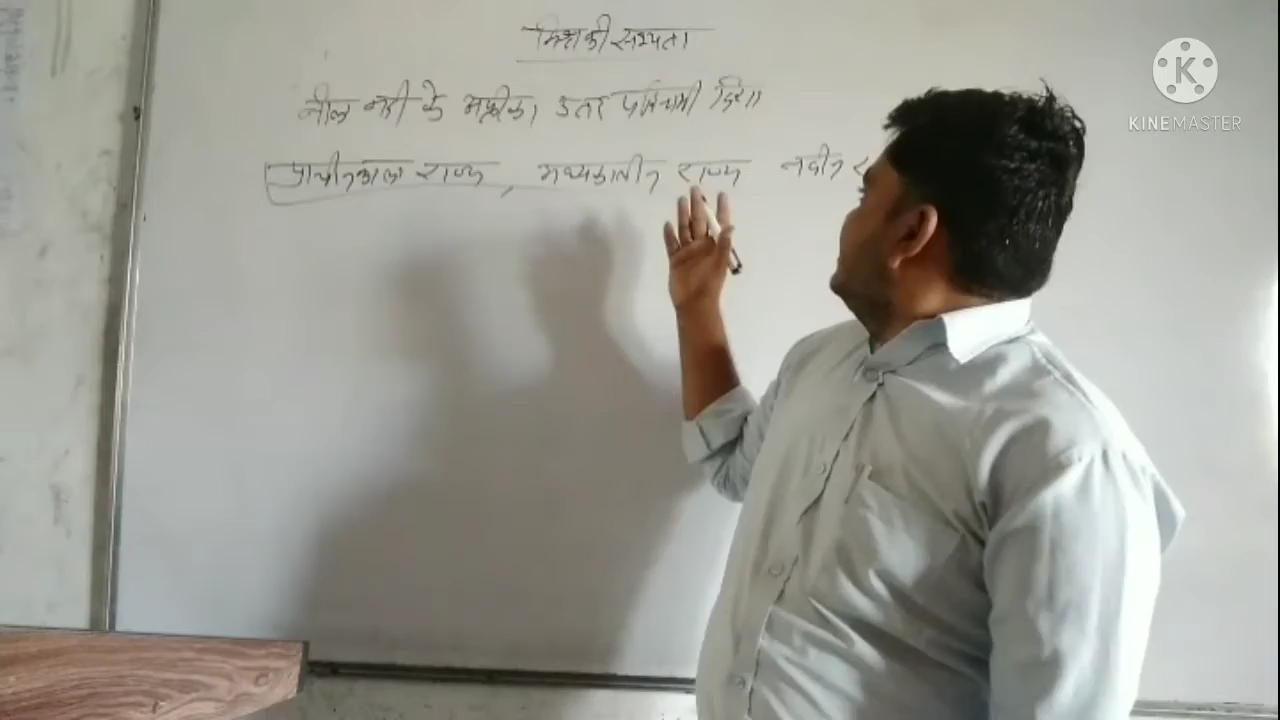 मिस्र की सभ्यता
नील नदी के अफ्रीका उत्तर पश्चिमी दिशा
प्राचीनकाल राज्य, मध्यकालीन राज्य नवीन
K
KINEMASTER